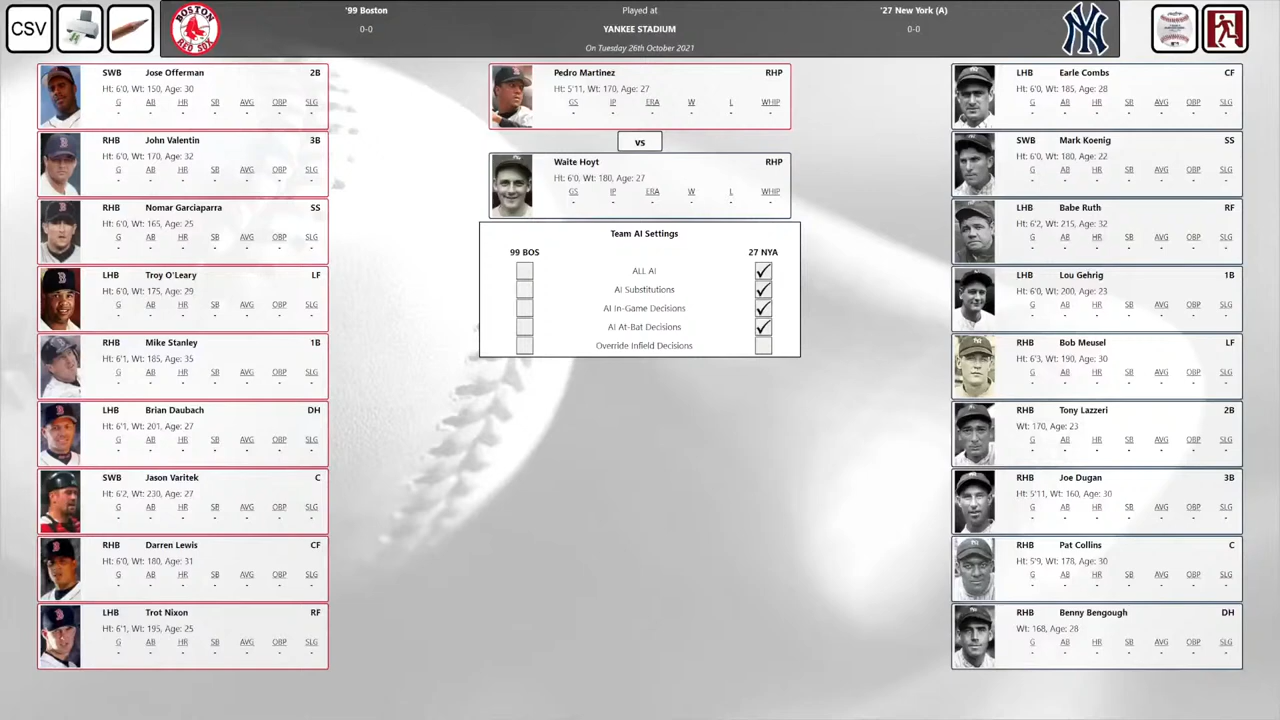 CSV
BOSTON
RED SOX
'99 Boston
0-0
Played at
YANKEE STADIUM
On Tuesday 26th October 2021
'27 New York (A)
0-0
SWB Jose Offerman 2B
Ht: 6'0, Wt: 150, Age: 30
G AB HR SB AVG OBP SLG
- - - - - - -
RHB John Valentin 3B
Ht: 6'0, Wt: 170, Age: 32
G AB HR SB AVG OBP SLG
- - - - - - -
RHB Nomar Garciaparra SS
Ht: 6'0, Wt: 165, Age: 25
G AB HR SB AVG OBP SLG
- - - - - - -
LHB Troy O'Leary LF
Ht: 6'0, Wt: 175, Age: 29
G AB HR SB AVG OBP SLG
- - - - - - -
RHB Mike Stanley 1B
Ht: 6'1, Wt: 185, Age: 35
G AB HR SB AVG OBP SLG
- - - - - - -
LHB Brian Daubach DH
Ht: 6'1, Wt: 201, Age: 27
G AB HR SB AVG OBP SLG
- - - - - - -
SWB Jason Varitek C
Ht: 6'2, Wt: 230, Age: 27
G AB HR SB AVG OBP SLG
- - - - - - -
RHB Darren Lewis CF
Ht: 6'0, Wt: 180, Age: 31
G AB HR SB AVG OBP SLG
- - - - - - -
LHB Trot Nixon RF
Ht: 6'1, Wt: 195, Age: 25
G AB HR SB AVG OBP SLG
- - - - - - -
Pedro Martinez RHP
Ht: 5'11, Wt: 170, Age: 27
GS IP ERA W L WHIP
- - - - - -
vs
Waite Hoyt RHP
Ht: 6'0, Wt: 180, Age: 27
GS IP ERA W L WHIP
- - - - - -
Team AI Settings
99 BOS 27 NYA
ALL AI
AI Substitutions
AI In-Game Decisions
AI At-Bat Decisions
Override Infield Decisions
LHB Earle Combs CF
Ht: 6'0, Wt: 185, Age: 28
G AB HR SB AVG OBP SLG
- - - - - - -
SWB Mark Koenig SS
Ht: 6'0, Wt: 180, Age: 22
G AB HR SB AVG OBP SLG
- - - - - - -
LHB Babe Ruth RF
Ht: 6'2, Wt: 215, Age: 32
G AB HR SB AVG OBP SLG
- - - - - - -
LHB Lou Gehrig 1B
Ht: 6'0, Wt: 200, Age: 23
G AB HR SB AVG OBP SLG
- - - - - - -
RHB Bob Meusel LF
Ht: 6'3, Wt: 190, Age: 30
G AB HR SB AVG OBP SLG
- - - - - - -
RHB Tony Lazzeri 2B
Wt: 170, Age: 23
G AB HR SB AVG OBP SLG
- - - - - - -
RHB Joe Dugan 3B
Ht: 5'11, Wt: 160, Age: 30
G AB HR SB AVG OBP SLG
- - - - - - -
RHB Pat Collins C
Ht: 5'9, Wt: 178, Age: 30
G AB HR SB AVG OBP SLG
- - - - - - -
RHB Benny Bengough DH
Wt: 168, Age: 28
G AB HR SB AVG OBP SLG
- - - - - - -